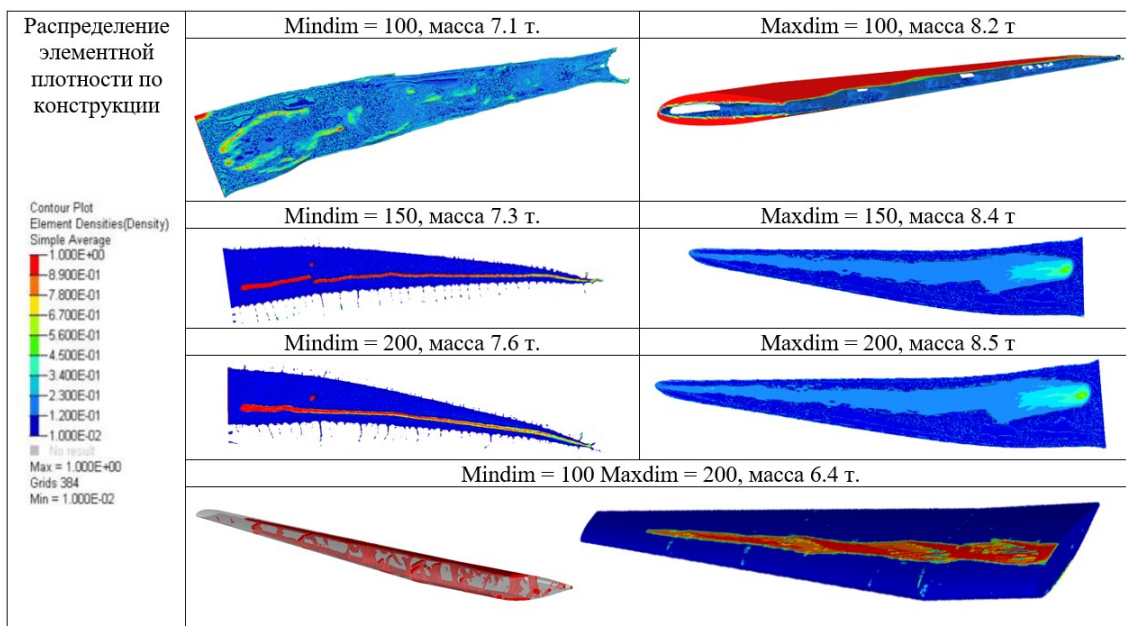 Распределение
элементной
плотности по
конструкции
Contour Plot
Element Densities(Density)
Simple Average
1.000E+00
8.900E-01
7.800E-01
6.700E-01
5.600E-01
4.500E-01
3.400E-01
2.300E-01
1.200E-01
1.000E-02
No result
Max = 1.000E+00
Grids 384
Min = 1.000E-02
Mindim = 100, масса 7.1 т.
Maxdim = 100, масса 8.2 т
Mindim = 150, масса 7.3 т.
Maxdim = 150, масса 8.4 т
Mindim = 200, масса 7.6 т.
Maxdim = 200, масса 8.5 т
Mindim = 100 Maxdim = 200, масса 6.4 т.